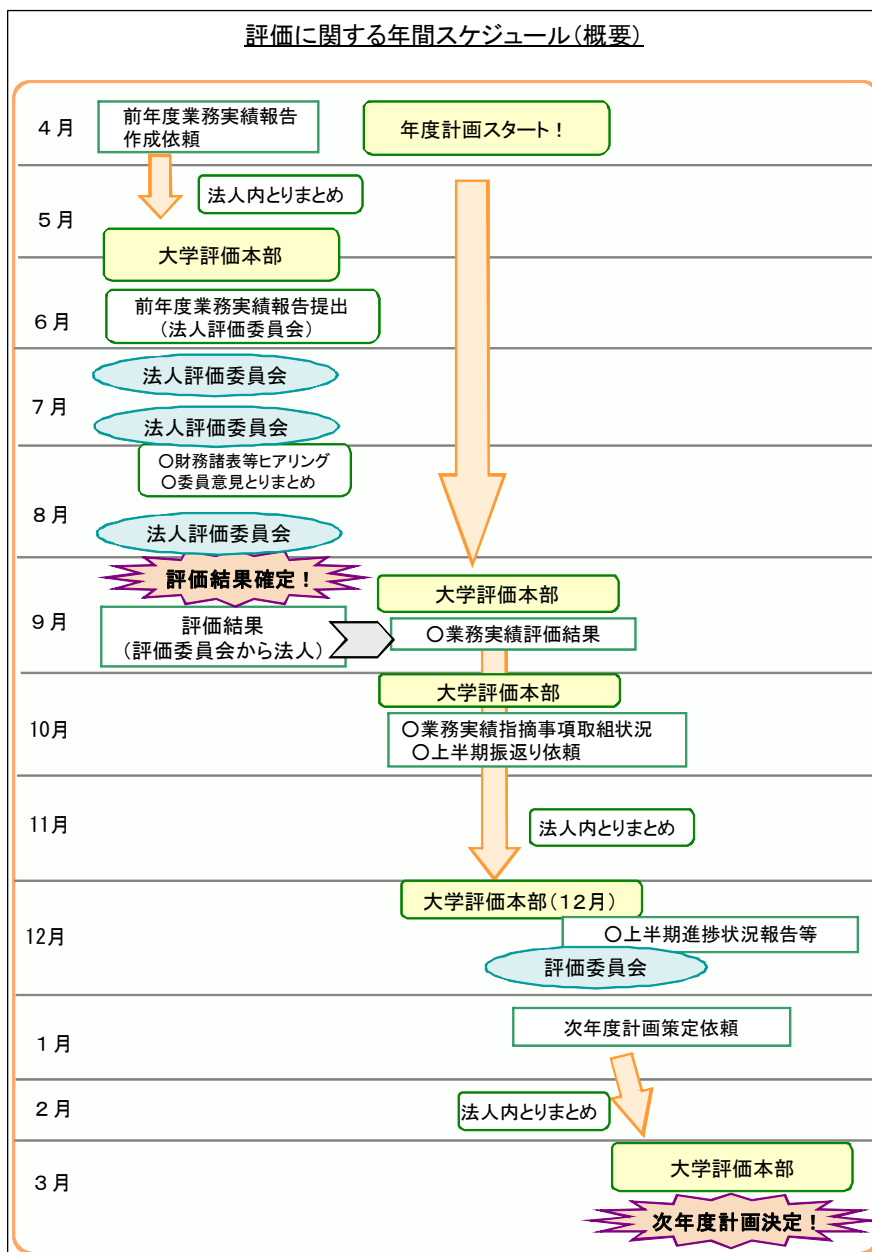 評価に関する年間スケジュール（概要）
４月
前年度業務実績報告
作成依頼
年度計画スタート！
５月
法人内とりまとめ
大学評価本部
６月
前年度業務実績報告提出
（法人評価委員会）
７月
法人評価委員会
法人評価委員会
○財務諸表等ヒアリング
○委員意見とりまとめ
８月
法人評価委員会
評価結果確定！
９月
評価結果
（評価委員会から法人）
大学評価本部
○業務実績評価結果
10月
大学評価本部
○業務実績指摘事項取組状況
○上半期振返り依頼
11月
法人内とりまとめ
12月
大学評価本部（１２月）
○上半期進捗状況報告等
評価委員会
１月
次年度計画策定依頼
２月
法人内とりまとめ
３月
大学評価本部
次年度計画決定！